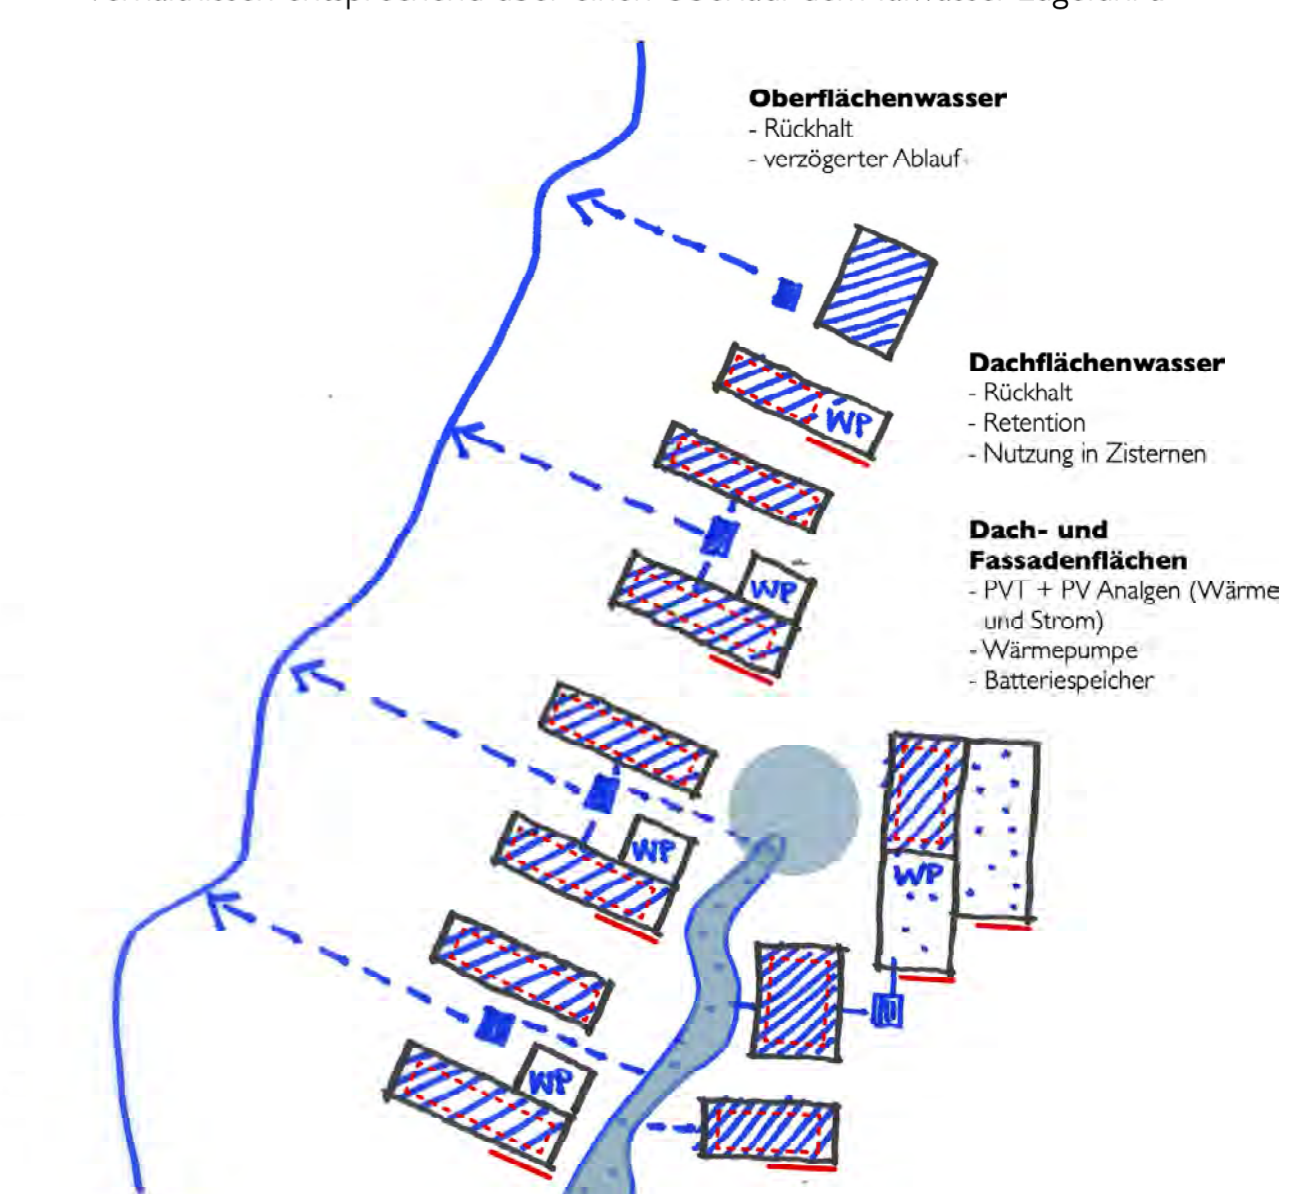 Oberflächenwasser
- Rückhalt
- verzögerter Ablauf
Dachflächenwasser
- Rückhalt
- Retention
- Nutzung in Zisternen
WP
Dach- und
Fassadenflächen
- PVT + PV Analgen (Wärme
und Strom)
- Wärmepumpe
- Batteriespeicher
WP
WP
WP
WP